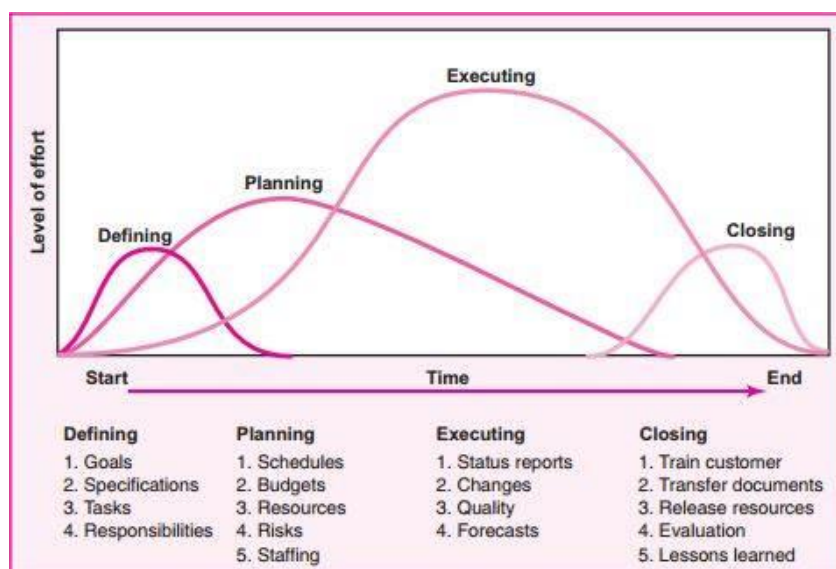 Executing
Planning
Defining
Closing
Level of effort
Start
Time
End
Defining
1. Goals
2. Specifications
3. Tasks
4. Responsibilities
Planning
1. Schedules
2. Budgets
3. Resources
4. Risks
5. Staffing
Executing
1. Status reports
2. Changes
3. Quality
4. Forecasts
Closing
1. Train customer
2. Transfer documents
3. Release resources
4. Evaluation
5. Lessons learned